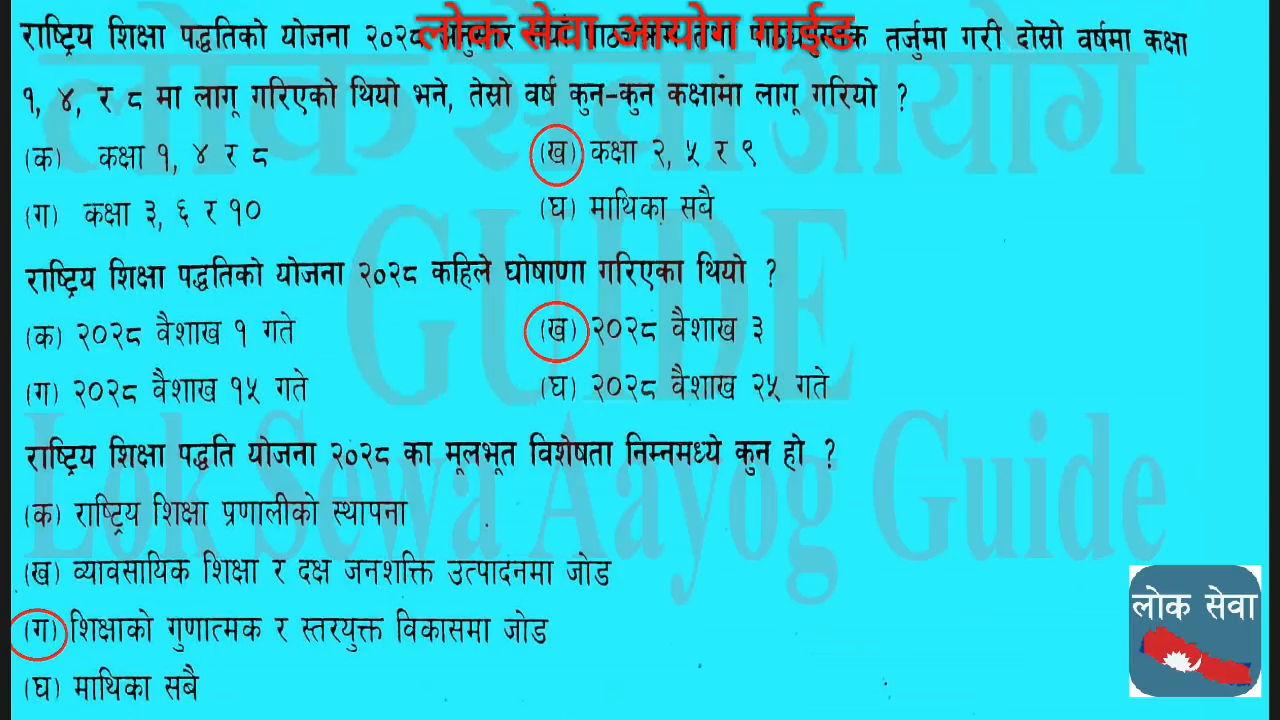 लोक सेवा आयोग गाईड
राष्ट्रिय शिक्षा पद्धतिको योजना २०२८ तर्जुमा गरी दोस्रो वर्षमा कक्षा
१, ४, र ८ मा लागू गरिएको थियो भने, तेस्रो वर्ष कुन-कुन कक्षामा लागू गरियो ?
(क) कक्षा १, ४ र ८
(ख) कक्षा २, ५ र ९
(ग) कक्षा ३, ६ र १०
(घ) माथिका सबै
राष्ट्रिय शिक्षा पद्धतिको योजना २०२८ कहिले घोषाणा गरिएका थियो ?
(क) २०२८ वैशाख १ गते
(ख) २०२८ वैशाख ३
(ग) २०२८ वैशाख १५ गते
(घ) २०२८ वैशाख २५ गते
राष्ट्रिय शिक्षा पद्धति योजना २०२८ का मूलभूत विशेषता निम्नमध्ये कुन हो ?
(क) राष्ट्रिय शिक्षा प्रणालीको स्थापना
(ख) व्यावसायिक शिक्षा र दक्ष जनशक्ति उत्पादनमा जोड
(ग) शिक्षाको गुणात्मक र स्तरयुक्त विकासमा जोड
(घ) माथिका सबै
लोक सेवा आयोग
GUIDE
Lok Sewa Aayog Guide
लोक सेवा